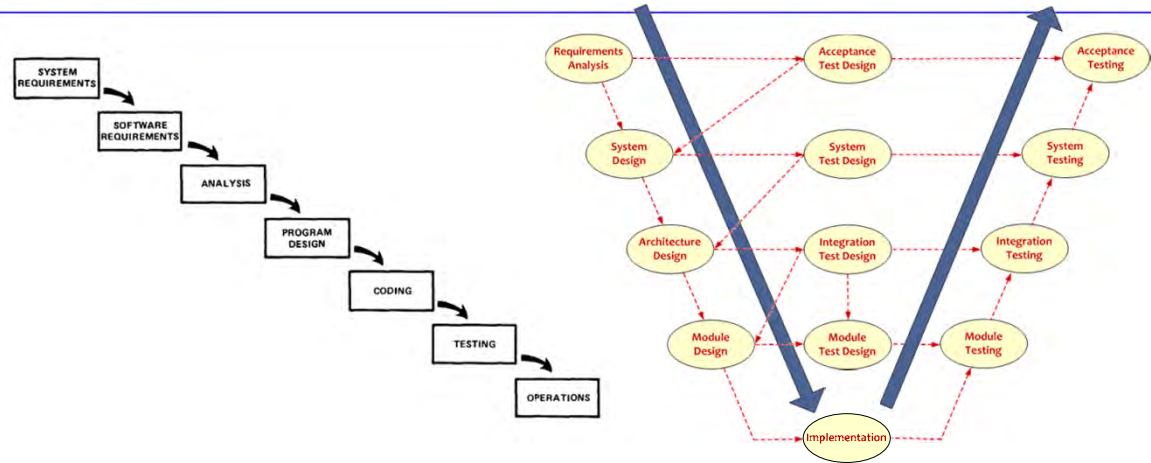 SYSTEM
REQUIREMENTS
SOFTWARE
REQUIREMENTS
ANALYSIS
PROGRAM
DESIGN
CODING
TESTING
OPERATIONS
Requirements
Analysis
Acceptance
Test Design
Acceptance
Testing
System
Design
System
Test Design
System
Testing
Architecture
Design
Integration
Test Design
Integration
Testing
Module
Design
Module
Test Design
Module
Testing
Implementation